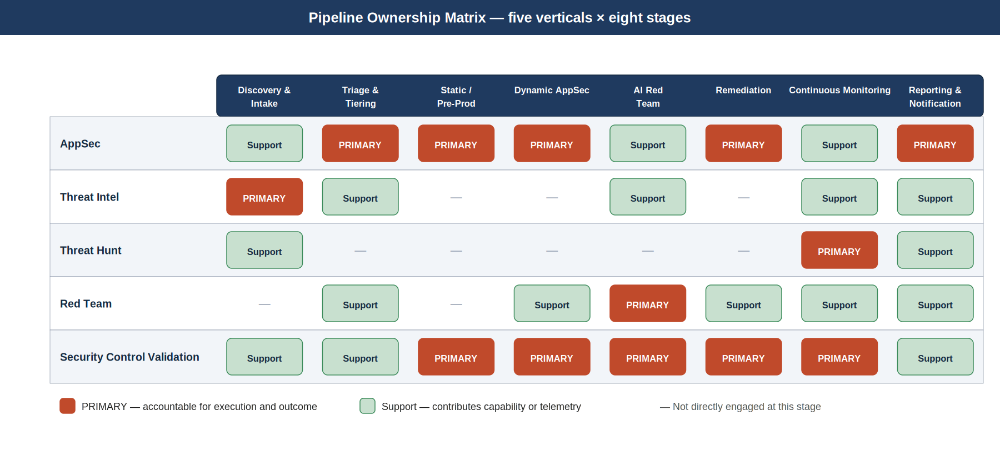 Pipeline Ownership Matrix — five verticals × eight stages
Discovery &
Intake
Triage &
Tiering
Static /
Pre-Prod
Dynamic AppSec
AI Red
Team
Remediation
Continuous Monitoring
Reporting &
Notification
AppSec Support PRIMARY PRIMARY PRIMARY Support PRIMARY Support PRIMARY
Threat Intel PRIMARY Support — — Support — Support Support
Threat Hunt Support — — — — — PRIMARY Support
Red Team — Support — Support PRIMARY Support Support Support
Security Control Validation Support Support PRIMARY PRIMARY PRIMARY PRIMARY PRIMARY Support
PRIMARY — accountable for execution and outcome
Support — contributes capability or telemetry
— Not directly engaged at this stage